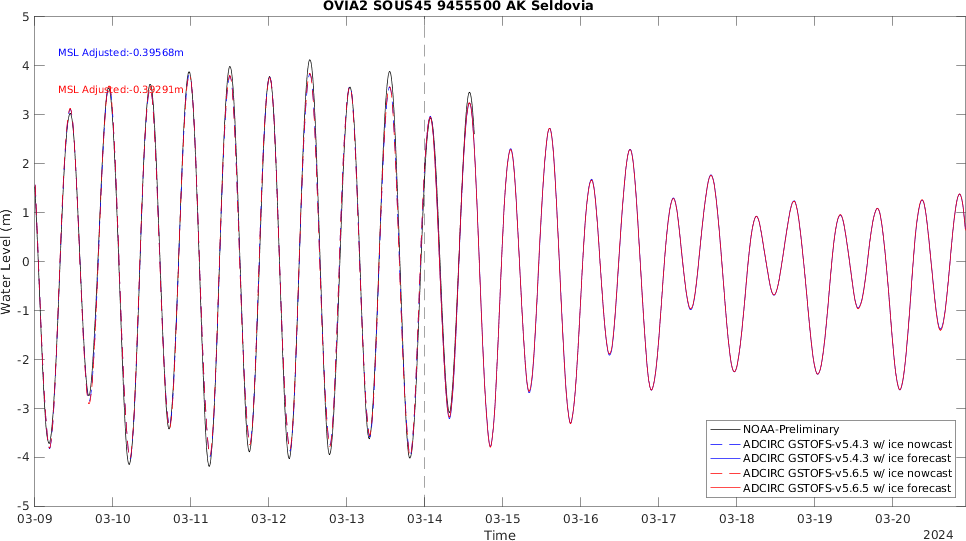 OVIA2 SOUS45 9455500 AK Seldovia
MSL Adjusted:-0.39568m
MSL Adjusted:-0.39291m
Water Level (m)
5
4
3
2
1
0
-1
-2
-3
-4
-5
NOAA-Preliminary
ADCIRC GSTOFS-v5.4.3 w/ ice nowcast
ADCIRC GSTOFS-v5.4.3 w/ ice forecast
ADCIRC GSTOFS-v5.6.5 w/ ice nowcast
ADCIRC GSTOFS-v5.6.5 w/ ice forecast
03-09 03-10 03-11 03-12 03-13 03-14 03-15 03-16 03-17 03-18 03-19 03-20
Time
2024